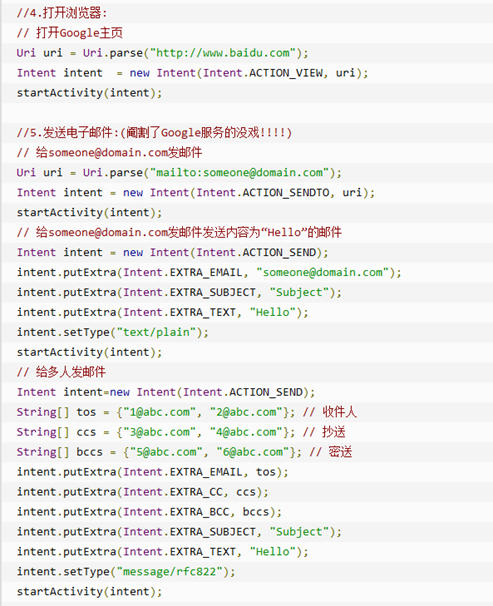 //4.打开浏览器:
// 打开Google主页
Uri uri = Uri.parse("http://www.baidu.com");
Intent intent  = new Intent(Intent.ACTION_VIEW, uri);
startActivity(intent);
//5.发送电子邮件:(阉割了Google服务的没戏!!!!)
// 给someone@domain.com发邮件
Uri uri = Uri.parse("mailto:someone@domain.com");
Intent intent = new Intent(Intent.ACTION_SENDTO, uri);
startActivity(intent);
// 给someone@domain.com发邮件发送内容为“Hello”的邮件
Intent intent = new Intent(Intent.ACTION_SEND);
intent.putExtra(Intent.EXTRA_EMAIL, "someone@domain.com");
intent.putExtra(Intent.EXTRA_SUBJECT, "Subject");
intent.putExtra(Intent.EXTRA_TEXT, "Hello");
intent.setType("text/plain");
startActivity(intent);
// 给多人发邮件
Intent intent=new Intent(Intent.ACTION_SEND);
String[] tos = {"1@abc.com", "2@abc.com"}; // 收件人
String[] ccs = {"3@abc.com", "4@abc.com"}; // 抄送
String[] bccs = {"5@abc.com", "6@abc.com"}; // 密送
intent.putExtra(Intent.EXTRA_EMAIL, tos);
intent.putExtra(Intent.EXTRA_CC, ccs);
intent.putExtra(Intent.EXTRA_BCC, bccs);
intent.putExtra(Intent.EXTRA_SUBJECT, "Subject");
intent.putExtra(Intent.EXTRA_TEXT, "Hello");
intent.setType("message/rfc822");
startActivity(intent);